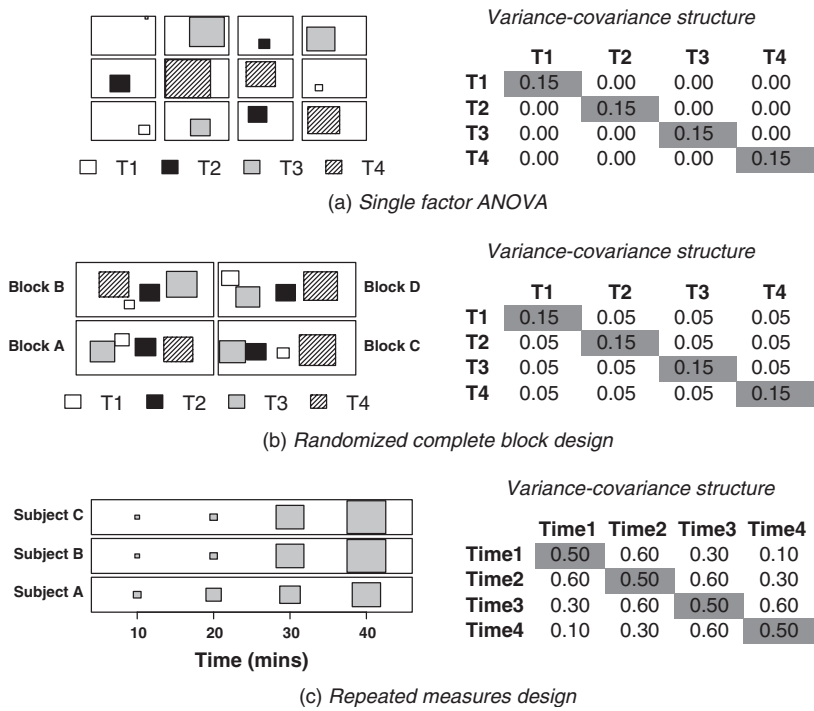 Variance-covariance structure
T1 T2 T3 T4
T1 0.15 0.00 0.00 0.00
T2 0.00 0.15 0.00 0.00
T3 0.00 0.00 0.15 0.00
T4 0.00 0.00 0.00 0.15
T1 T2 T3 T4
(a) Single factor ANOVA
Variance-covariance structure
Block B
Block D
Block A
Block C
T1 T2 T3 T4
T1 0.15 0.05 0.05 0.05
T2 0.05 0.15 0.05 0.05
T3 0.05 0.05 0.15 0.05
T4 0.05 0.05 0.05 0.15
T1 T2 T3 T4
(b) Randomized complete block design
Variance-covariance structure
Subject C
Subject B
Subject A
10 20 30 40
Time (mins)
Time1 Time2 Time3 Time4
Time1 0.50 0.60 0.30 0.10
Time2 0.60 0.50 0.60 0.30
Time3 0.30 0.60 0.50 0.60
Time4 0.10 0.30 0.60 0.50
(c) Repeated measures design